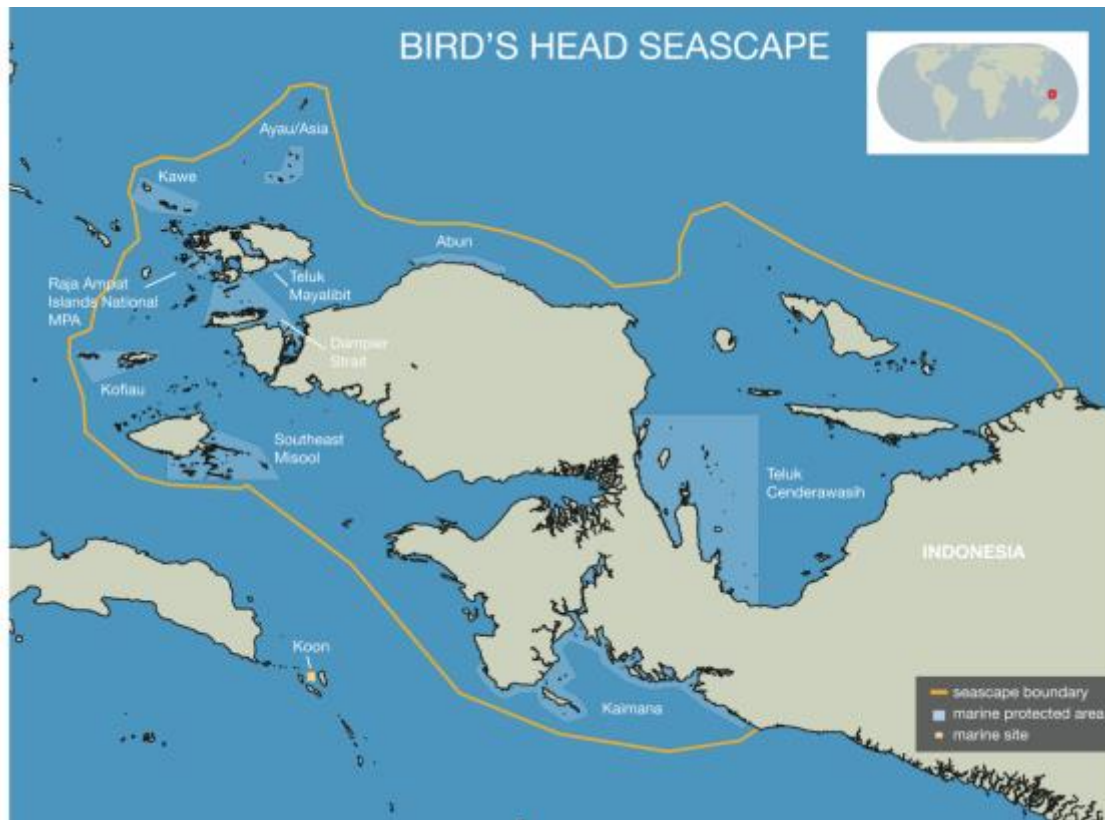 BIRD'S HEAD SEASCAPE
Ayau/Asia
Kawe
Abun
Raja Ampat
Islands National
MPA
Teluk
Mayalibit
Dampier
Strait
Kofiau
Southeast
Misool
Teluk
Cenderawasih
INDONESIA
Koon
Kaimana
seascape boundary
marine protected area
marine site